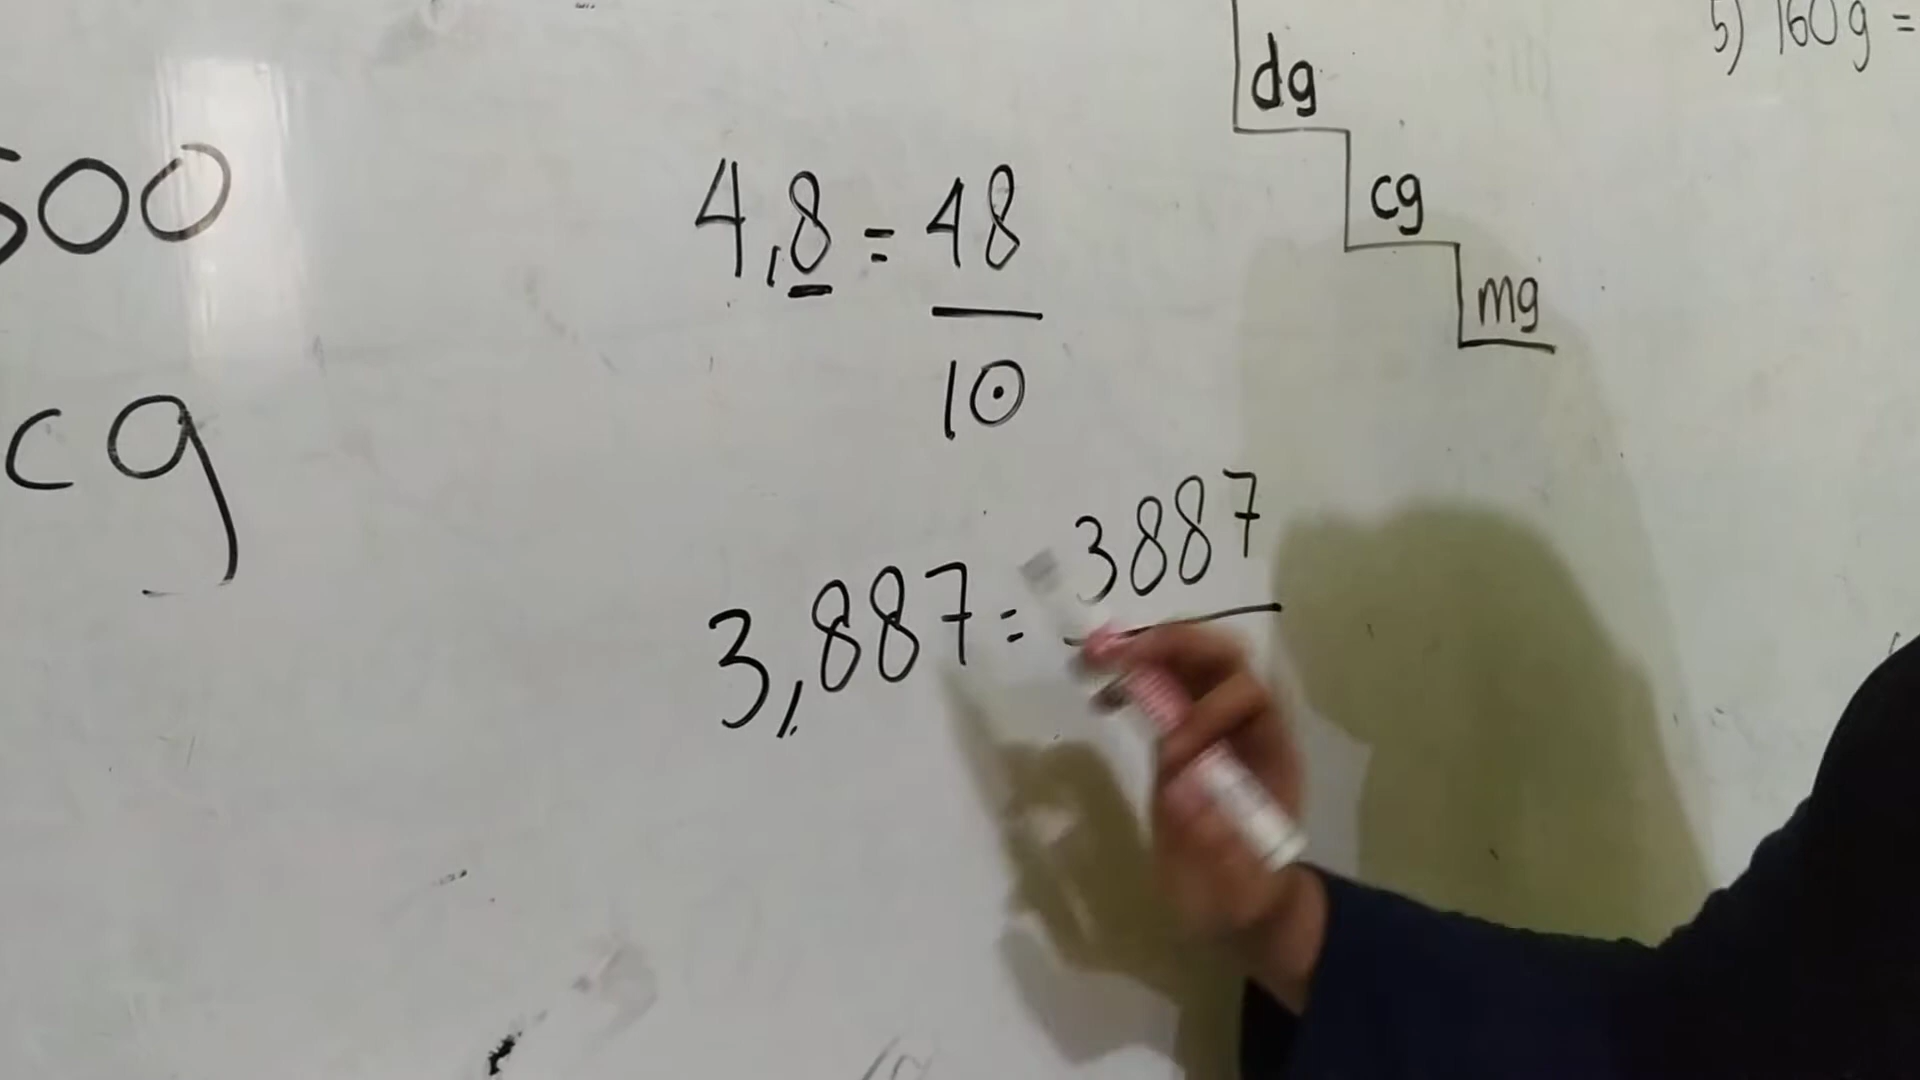 5) 160g =
dg
cg
mg
500
cg
4,8 = 48
10
3,887 = 3887